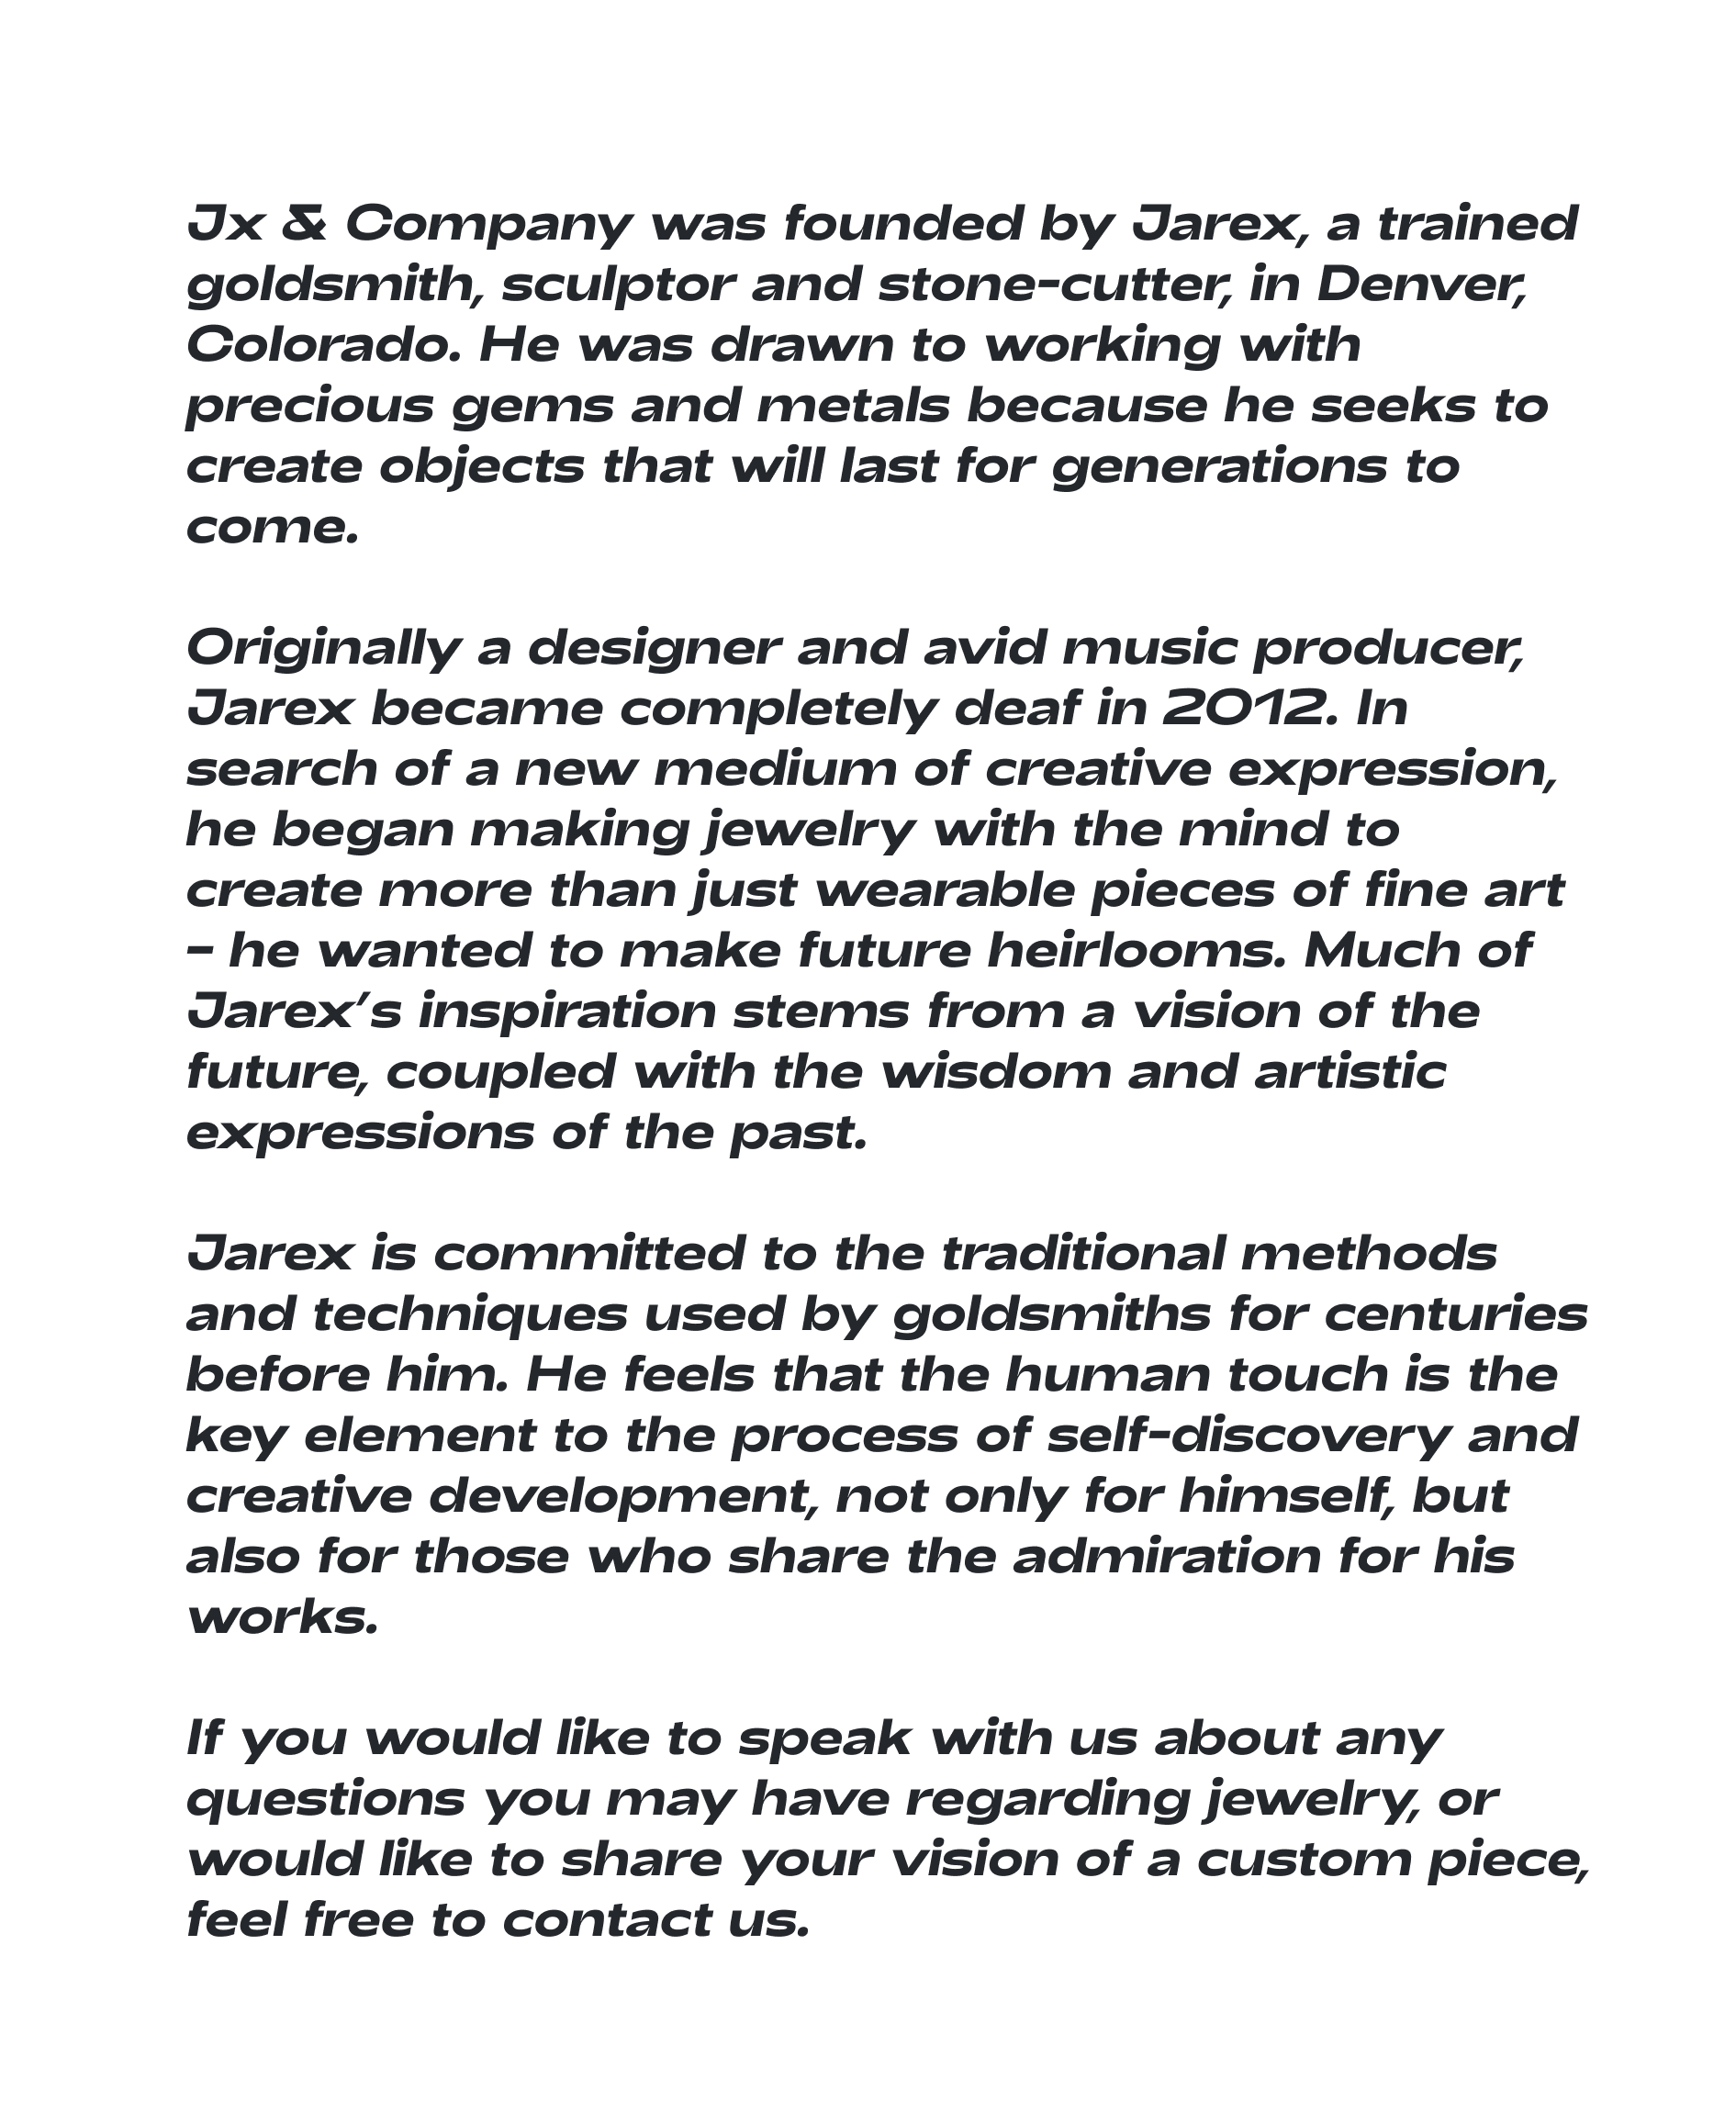 Jx & Company was founded by Jarex, a trained
goldsmith, sculptor and stone-cutter, in Denver,
Colorado. He was drawn to working with
precious gems and metals because he seeks to
create objects that will last for generations to
come.

Originally a designer and avid music producer,
Jarex became completely deaf in 2012. In
search of a new medium of creative expression,
he began making jewelry with the mind to
create more than just wearable pieces of fine art
– he wanted to make future heirlooms. Much of
Jarex’s inspiration stems from a vision of the
future, coupled with the wisdom and artistic
expressions of the past.

Jarex is committed to the traditional methods
and techniques used by goldsmiths for centuries
before him. He feels that the human touch is the
key element to the process of self-discovery and
creative development, not only for himself, but
also for those who share the admiration for his
works.

If you would like to speak with us about any
questions you may have regarding jewelry, or
would like to share your vision of a custom piece,
feel free to contact us.